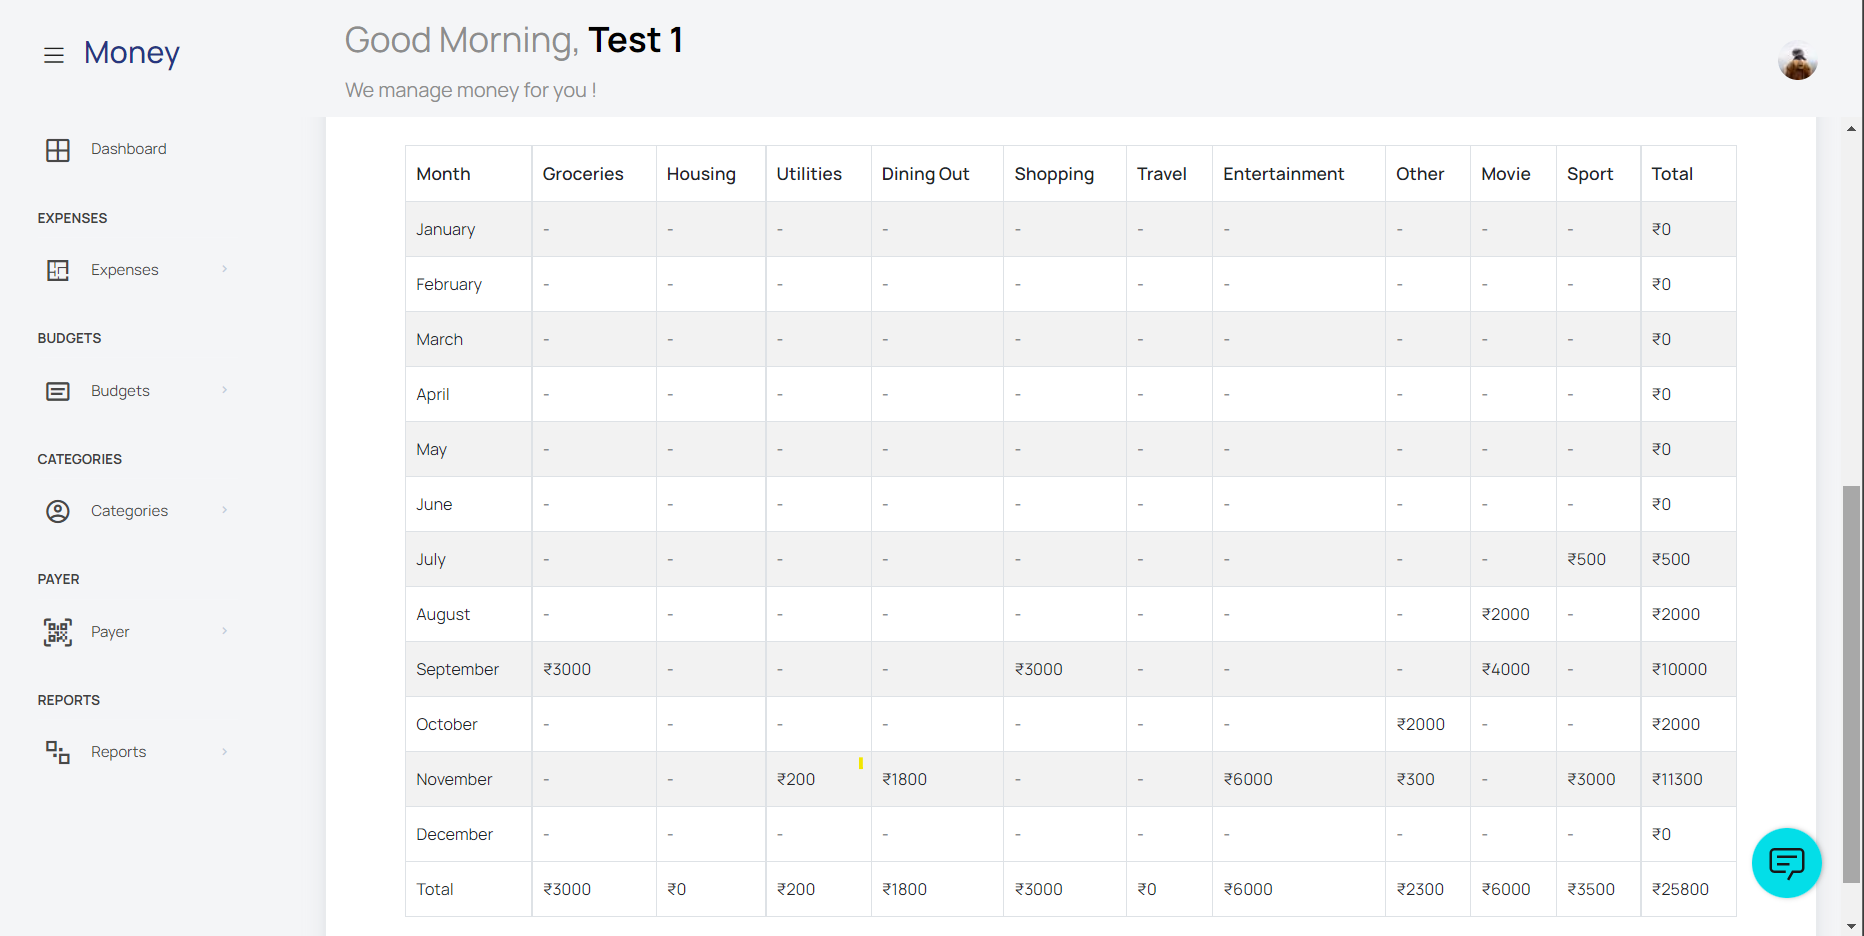 Money
Good Morning, Test 1
We manage money for you !
Dashboard
EXPENSES
Expenses
BUDGETS
Budgets
CATEGORIES
Categories
PAYER
Payer
REPORTS
Reports
Month Groceries Housing Utilities Dining Out Shopping Travel Entertainment Other Movie Sport Total
January - - - - - - - - - - ₹0
February - - - - - - - - - - ₹0
March - - - - - - - - - - ₹0
April - - - - - - - - - - ₹0
May - - - - - - - - - - ₹0
June - - - - - - - - - - ₹0
July - - - - - - - - - ₹500 ₹500
August - - - - - - - - ₹2000 - ₹2000
September ₹3000 - - - ₹3000 - - - ₹4000 - ₹10000
October - - - - - - - ₹2000 - - ₹2000
November - - ₹200 ₹1800 - - ₹6000 ₹300 - ₹3000 ₹11300
December - - - - - - - - - - ₹0
Total ₹3000 ₹0 ₹200 ₹1800 ₹3000 ₹0 ₹6000 ₹2300 ₹6000 ₹3500 ₹25800